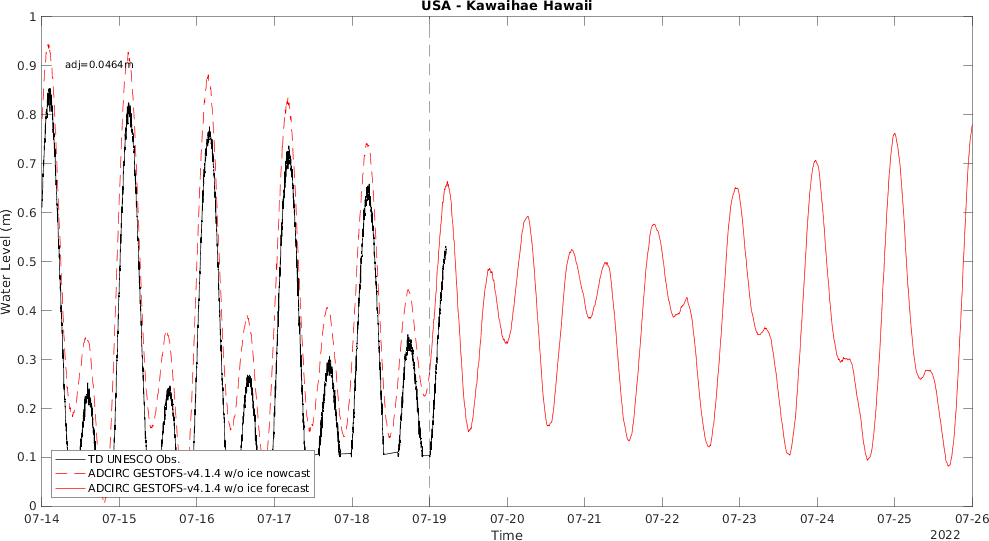 USA - Kawaihae Hawaii
1
0.9
0.8
0.7
0.6
0.5
0.4
0.3
0.2
0.1
0
Water Level (m)
adj=0.0464m
TD UNESCO Obs.
ADCIRC GESTOFS-v4.1.4 w/o ice nowcast
ADCIRC GESTOFS-v4.1.4 w/o ice forecast
07-14 07-15 07-16 07-17 07-18 07-19 07-20 07-21 07-22 07-23 07-24 07-25 07-26
Time
2022